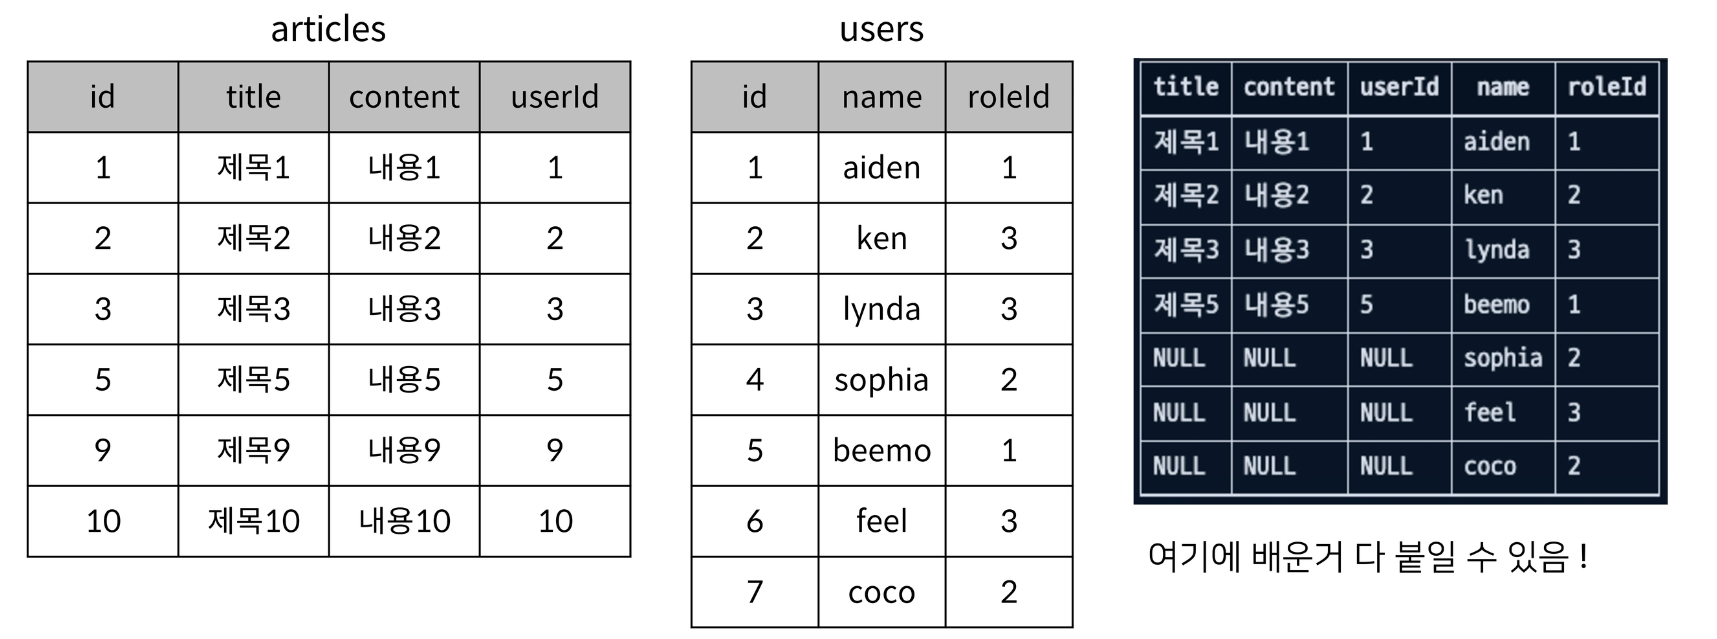 articles
id title content userId
1 제목1 내용1 1
2 제목2 내용2 2
3 제목3 내용3 3
5 제목5 내용5 5
9 제목9 내용9 9
10 제목10 내용10 10
users
id name roleId
1 aiden 1
2 ken 3
3 lynda 3
4 sophia 2
5 beemo 1
6 feel 3
7 coco 2
title content userId name roleId
제목1 내용1 1 aiden 1
제목2 내용2 2 ken 2
제목3 내용3 3 lynda 3
제목5 내용5 5 beemo 1
NULL NULL NULL sophia 2
NULL NULL NULL feel 3
NULL NULL NULL coco 2
여기에 배운거 다 붙일 수 있음 !